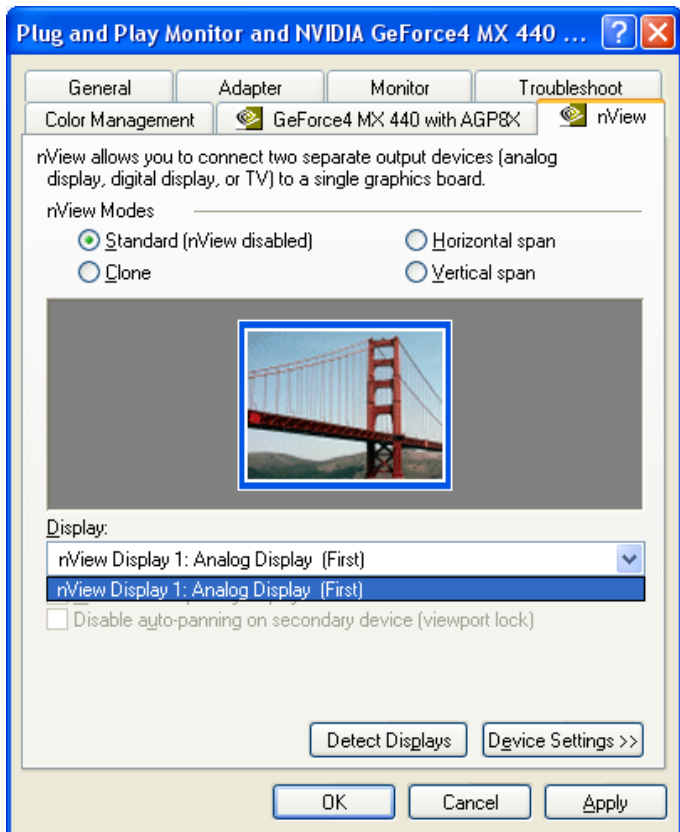 Plug and Play Monitor and NVIDIA GeForce4 MX 440 ...
General Adapter Monitor Troubleshoot
Color Management GeForce4 MX 440 with AGP8X nView
nView allows you to connect two separate output devices (analog
display, digital display, or TV) to a single graphics board.
nView Modes
Standard (nView disabled) Horizontal span
Clone Vertical span
Display:
nView Display 1: Analog Display (First)
nView Display 1: Analog Display (First)
Disable auto-panning on secondary device (viewport lock)
Detect Displays Device Settings >>
OK Cancel Apply